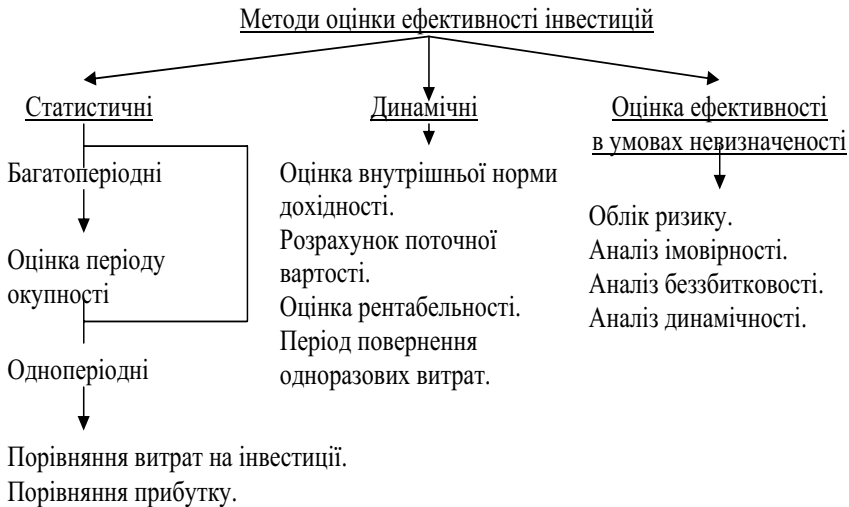 Методи оцінки ефективності інвестицій
Статистичні
Багатоперіодні
Оцінка періоду
окупності
Одноперіодні
Порівняння витрат на інвестиції.
Порівняння прибутку.
Динамічні
Оцінка внутрішньої норми
дохідності.
Розрахунок поточної
вартості.
Оцінка рентабельності.
Період повернення
одноразових витрат.
Оцінка ефективності
в умовах невизначеності
Облік ризику.
Аналіз імовірності.
Аналіз беззбитковості.
Аналіз динамічності.